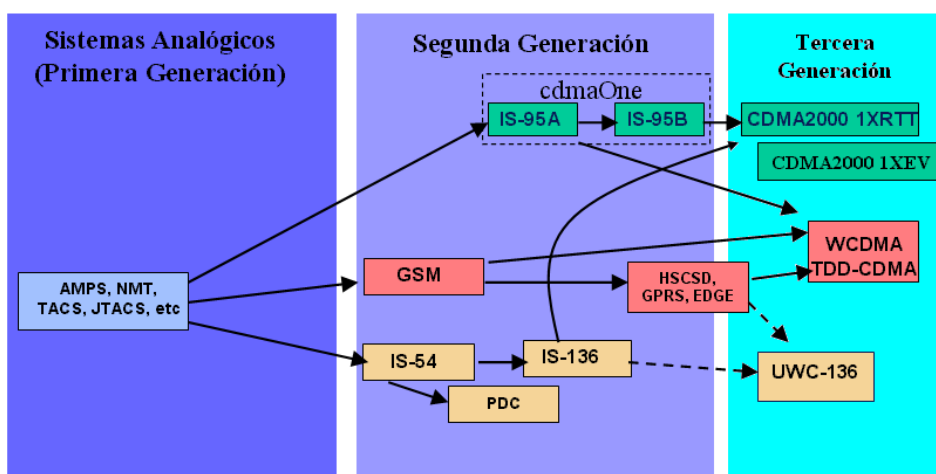 Sistemas Analógicos
(Primera Generación)
Segunda Generación
Tercera
Generación
cdmaOne
IS-95A
IS-95B
CDMA2000 1XRTT
CDMA2000 1XEV
WCDMA
TDD-CDMA
AMPS, NMT,
TACS, JTACS, etc
GSM
HSCSD,
GPRS, EDGE
IS-54
IS-136
UWC-136
PDC